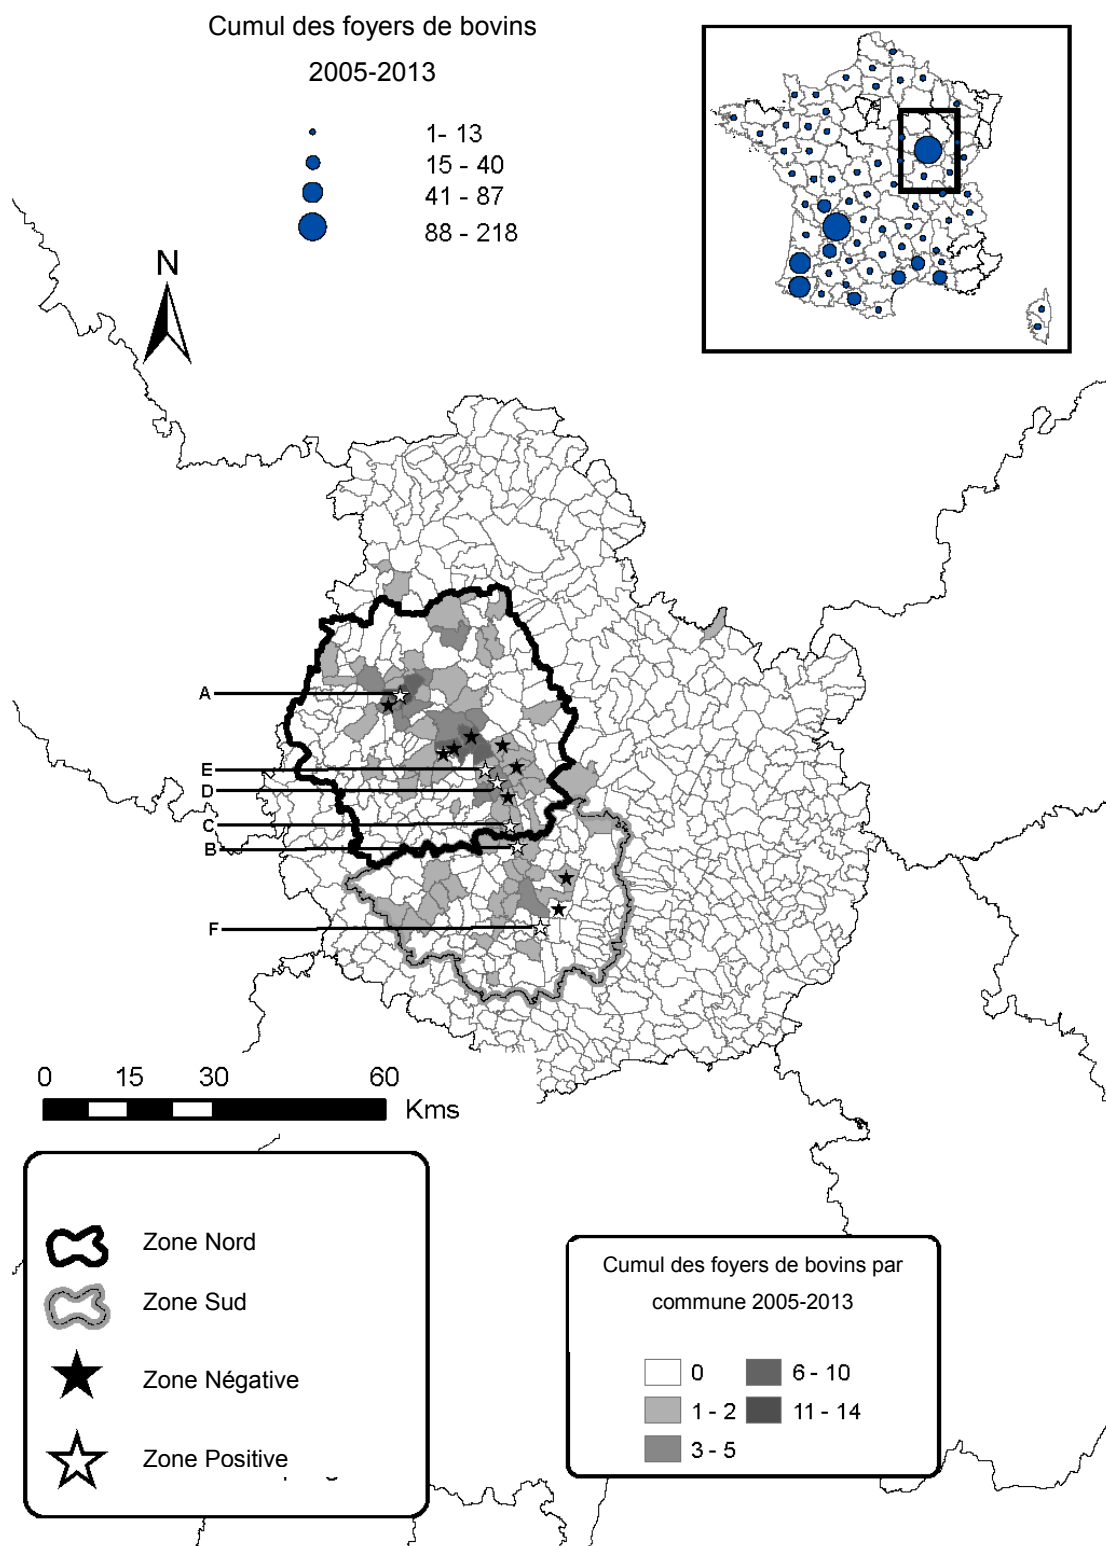 Cumul des foyers de bovins
2005-2013
1- 13
15 - 40
41 - 87
88 - 218
N
A
E
D
C
B
F
0 15 30 60
Kms
Zone Nord
Zone Sud
Zone Négative
Zone Positive
Cumul des foyers de bovins par
commune 2005-2013
0 6 - 10
1 - 2 11 - 14
3 - 5